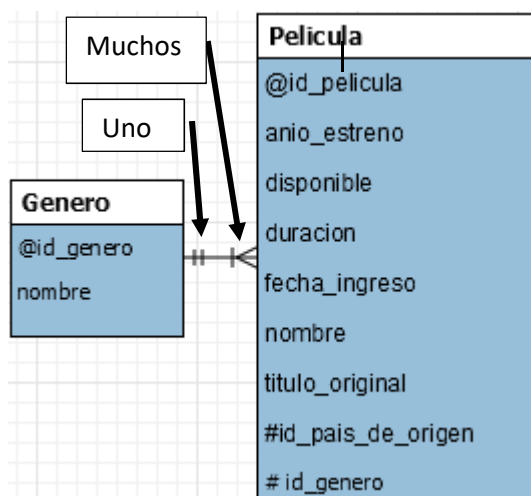 Muchos
Uno
Genero
@id_genero
nombre
Pelicula
@id_pelicula
anio_estreno
disponible
duracion
fecha_ingreso
nombre
titulo_original
#id_pais_de_origen
# id_genero